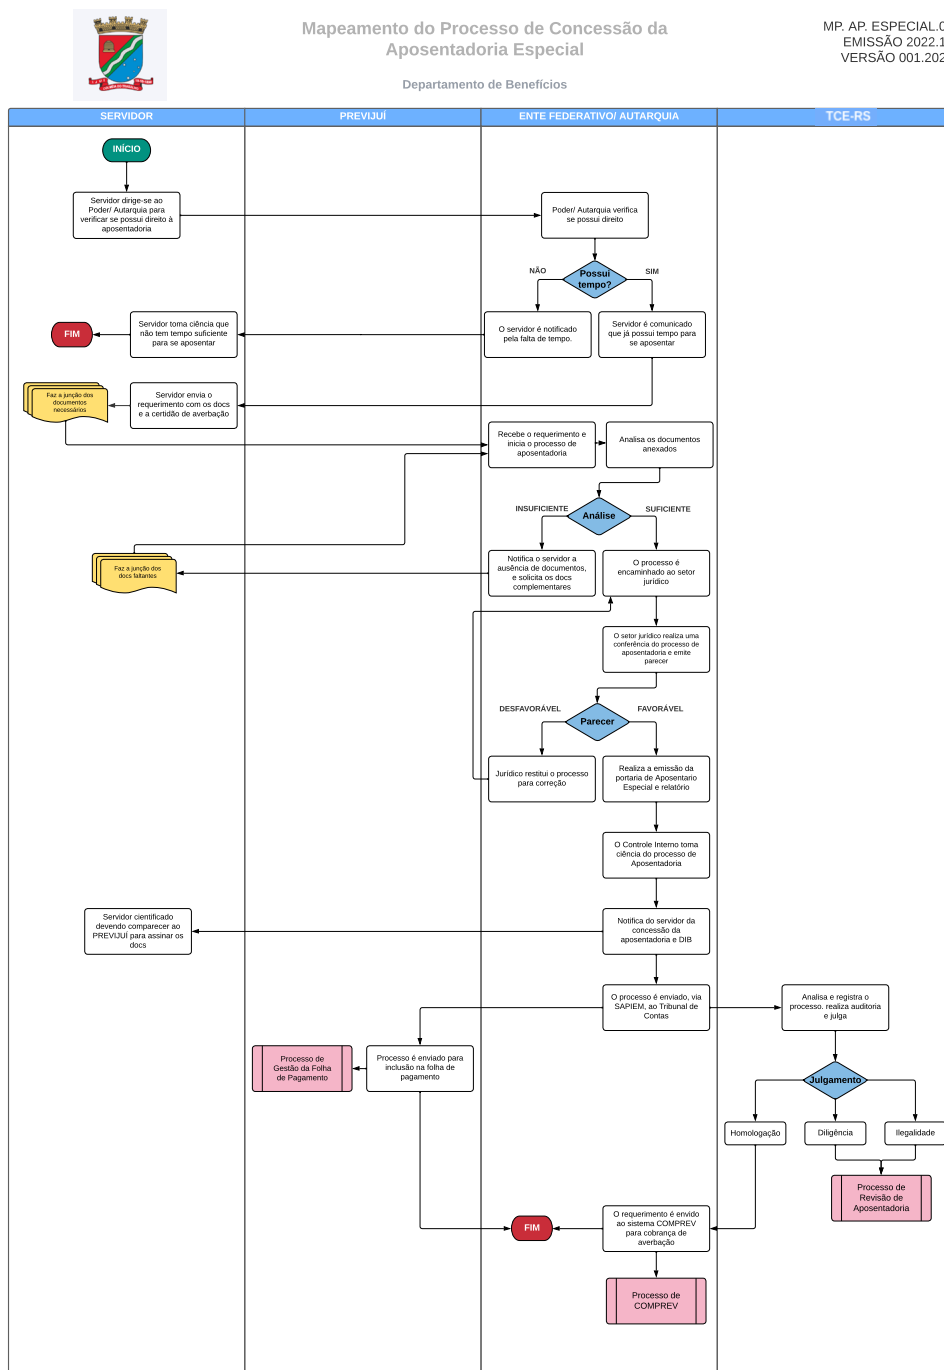 Mapeamento do Processo de Concessão da
Aposentadoria Especial
Departamento de Benefícios
MP. AP. ESPECIAL.0
EMISSÃO 2022.1
VERSÃO 001.202
SERVIDOR
PREVIJUÍ
ENTE FEDERATIVO/ AUTARQUIA
TCE-RS
INÍCIO
Servidor dirige-se ao
Poder/ Autarquia para
verificar se possui direito à
aposentadoria
Poder/ Autarquia verifica
se possui direito
NÃO
Possui
tempo?
SIM
FIM
Servidor toma ciência que
não tem tempo suficiente
para se aposentar
O servidor é notificado
pela falta de tempo.
Servidor é comunicado
que já possui tempo para
se aposentar
Faz a junção dos
documentos
necessários
Servidor envia o
requerimento com os docs
e a certidão de averbação
Recebe o requerimento e
inicia o processo de
aposentadoria
Analisa os documentos
anexados
INSUFICIENTE
Análise
SUFICIENTE
Faz a junção dos
docs faltantes
Notifica o servidor a
ausência de documentos,
e solicita os docs
complementares
O processo é
encaminhado ao setor
jurídico
O setor jurídico realiza uma
conferência do processo de
aposentadoria e emite
parecer
DESFAVORÁVEL
Parecer
FAVORÁVEL
Jurídico restitui o processo
para correção
Realiza a emissão da
portaria de Aposentario
Especial e relatório
O Controle Interno toma
ciência do processo de
Aposentadoria
Servidor cientificado
devendo comparecer ao
PREVIJUÍ para assinar os
docs
Notifica do servidor da
concessão da
aposentadoria e DIB
O processo é enviado, via
SAPIEM, ao Tribunal de
Contas
Analisa e registra o
processo. realiza auditoria
e julga
Processo de
Gestão da Folha
de Pagamento
Processo é enviado para
inclusão na folha de
pagamento
Julgamento
Homologação
Diligência
Ilegalidade
Processo de
Revisão de
Aposentadoria
FIM
O requerimento é envido
ao sistema COMPREV
para cobrança de
averbação
Processo de
COMPREV